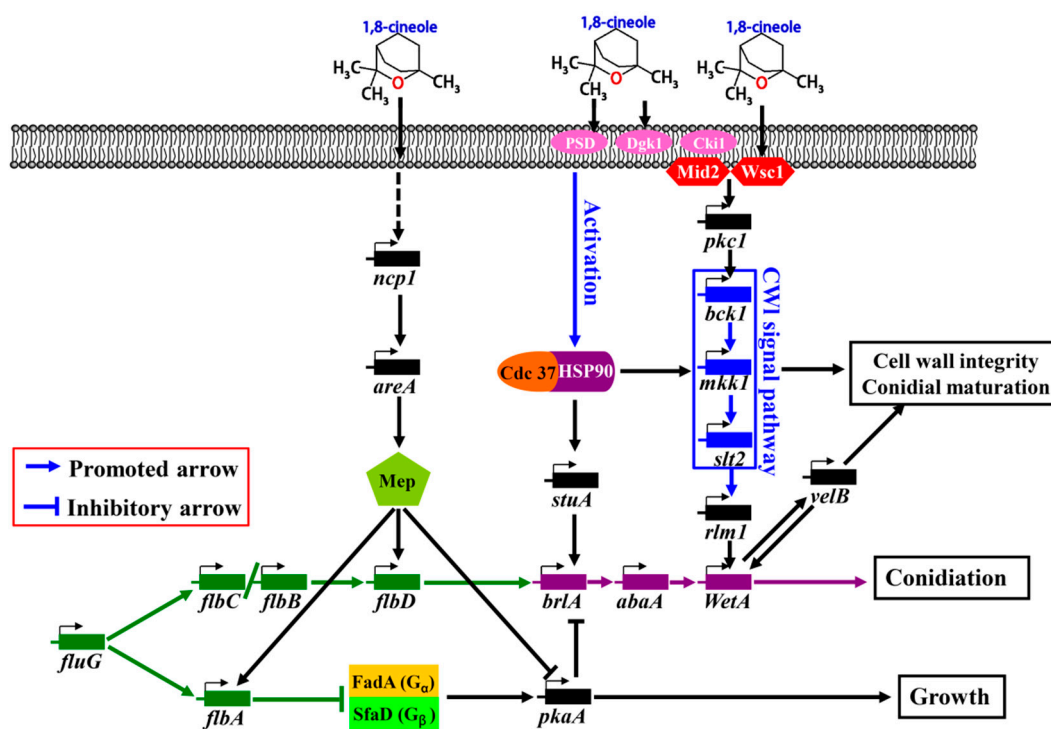 1,8-cineole
1,8-cineole
1,8-cineole
H₃C
CH₃
O
CH₃
H₃C
CH₃
O
CH₃
H₃C
CH₃
O
CH₃
PSD
Dgk1
Cki1
Mid2
Wsc1
Activation
pkc1
CWI signal pathway
ncp1
bck1
areA
Cdc 37
HSP90
mkk1
Cell wall integrity
Conidial maturation
slt2
Promoted arrow
Inhibitory arrow
Mep
stuA
velB
rlm1
flbC
flbB
flbD
brlA
abaA
WetA
Conidiation
fluG
flbA
FadA (Gα)
SfaD (Gβ)
pkaA
Growth